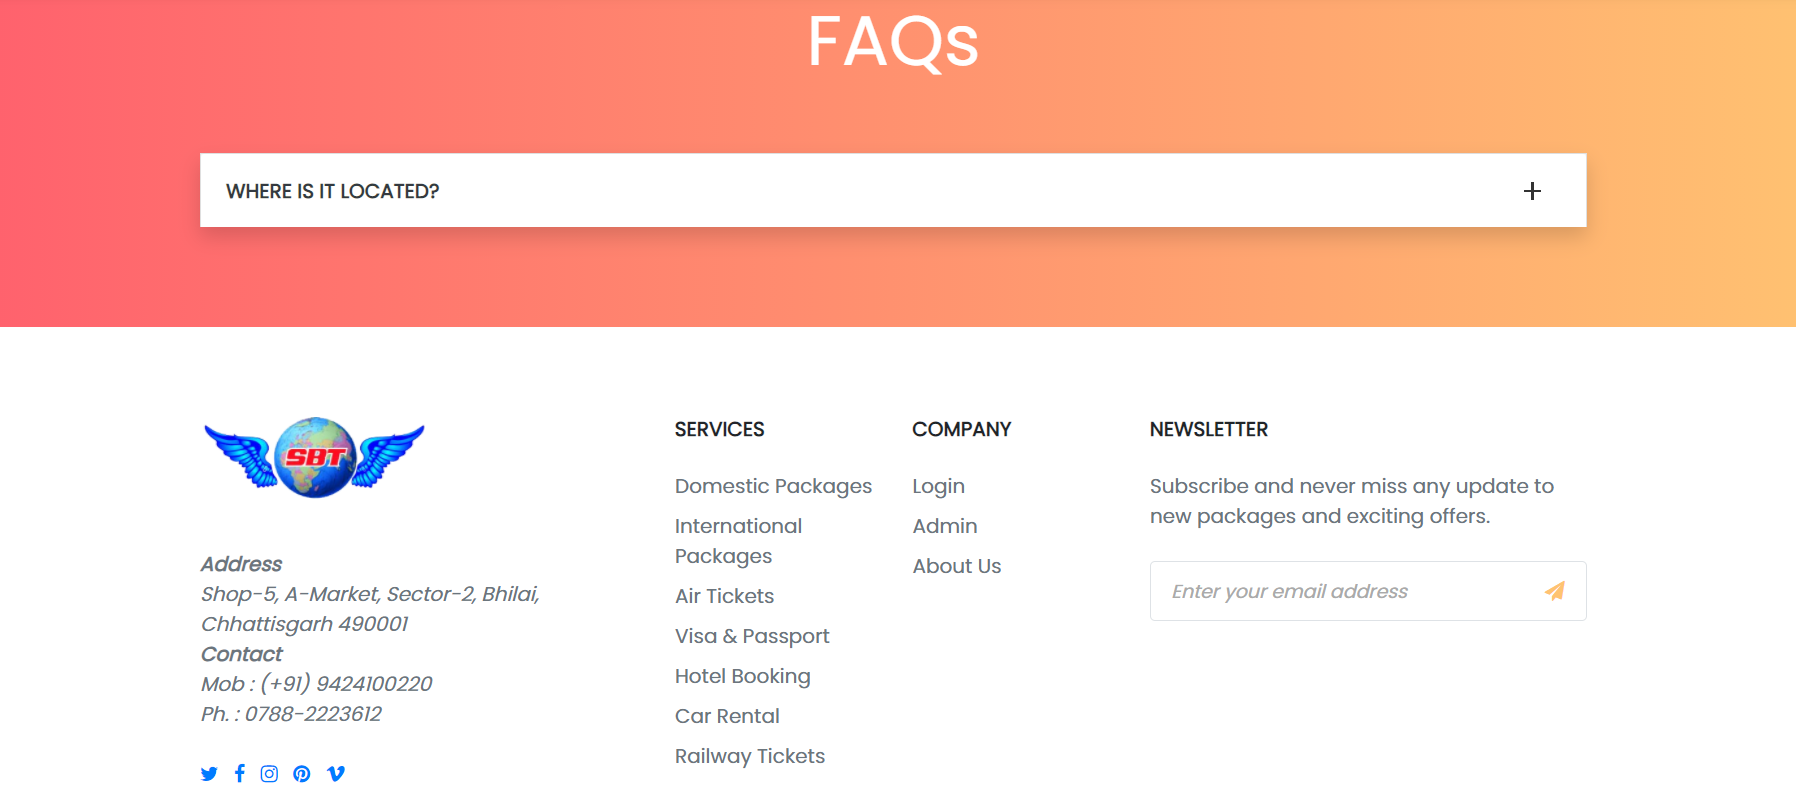 FAQs
WHERE IS IT LOCATED?
SBT
Address
Shop-5, A-Market, Sector-2, Bhilai,
Chhattisgarh 490001
Contact
Mob : (+91) 9424100220
Ph. : 0788-2223612
SERVICES
Domestic Packages
International
Packages
Air Tickets
Visa & Passport
Hotel Booking
Car Rental
Railway Tickets
COMPANY
Login
Admin
About Us
NEWSLETTER
Subscribe and never miss any update to
new packages and exciting offers.
Enter your email address